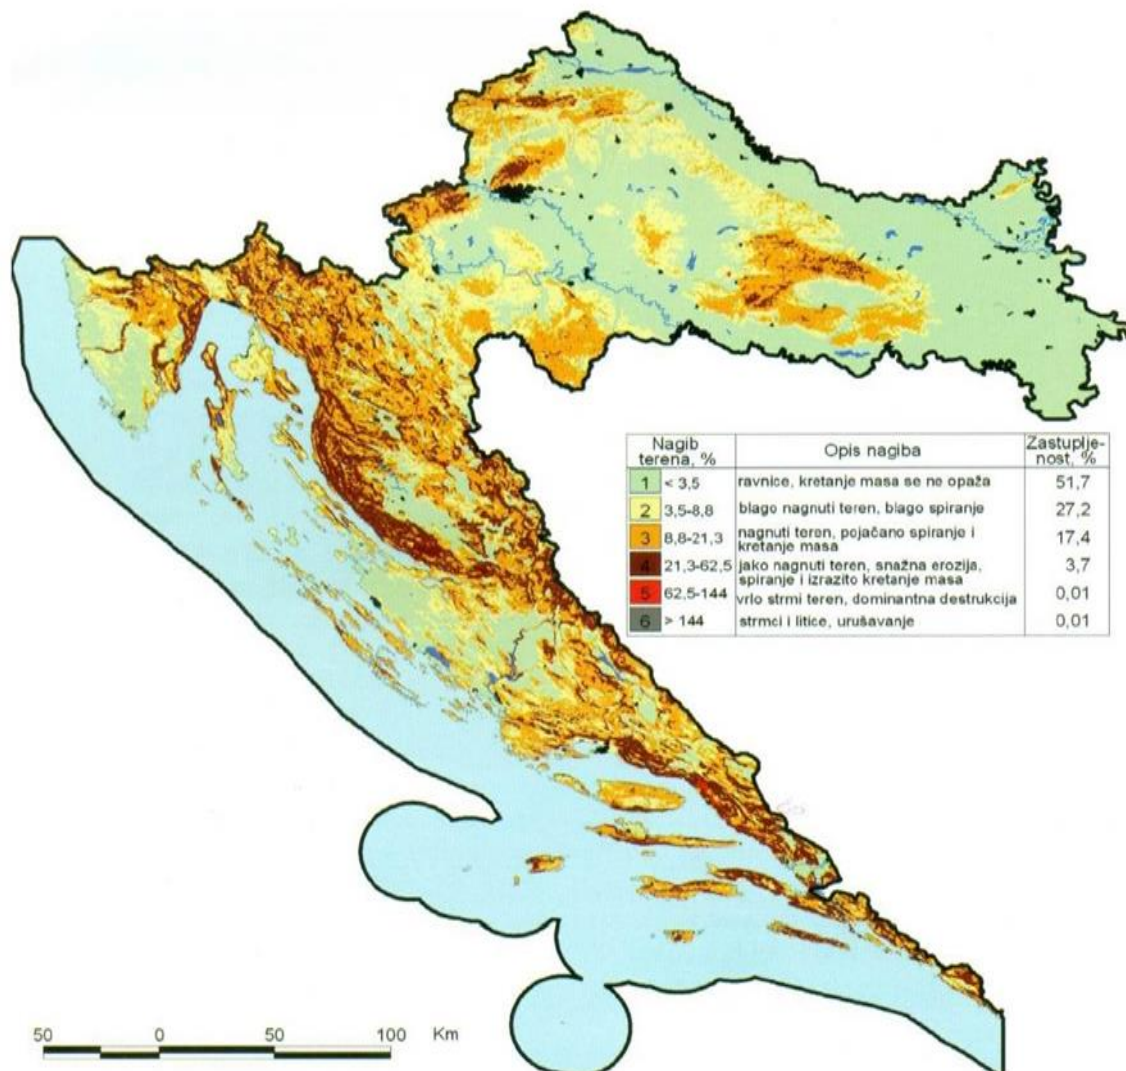 Nagib terena, % Opis nagiba Zastuplje-nost, %
1 < 3,5 ravnice, kretanje masa se ne opaža 51,7
2 3,5-8,8 blago nagnuti teren, blago spiranje 27,2
3 8,8-21,3 nagnuti teren, pojačano spiranje i kretanje masa 17,4
4 21,3-62,5 jako nagnuti teren, snažna erozija, spiranje i izrazito kretanje masa 3,7
5 62,5-144 vrlo strmi teren, dominantna destrukcija 0,01
6 > 144 strmci i litice, urušavanje 0,01
50 0 50 100 Km